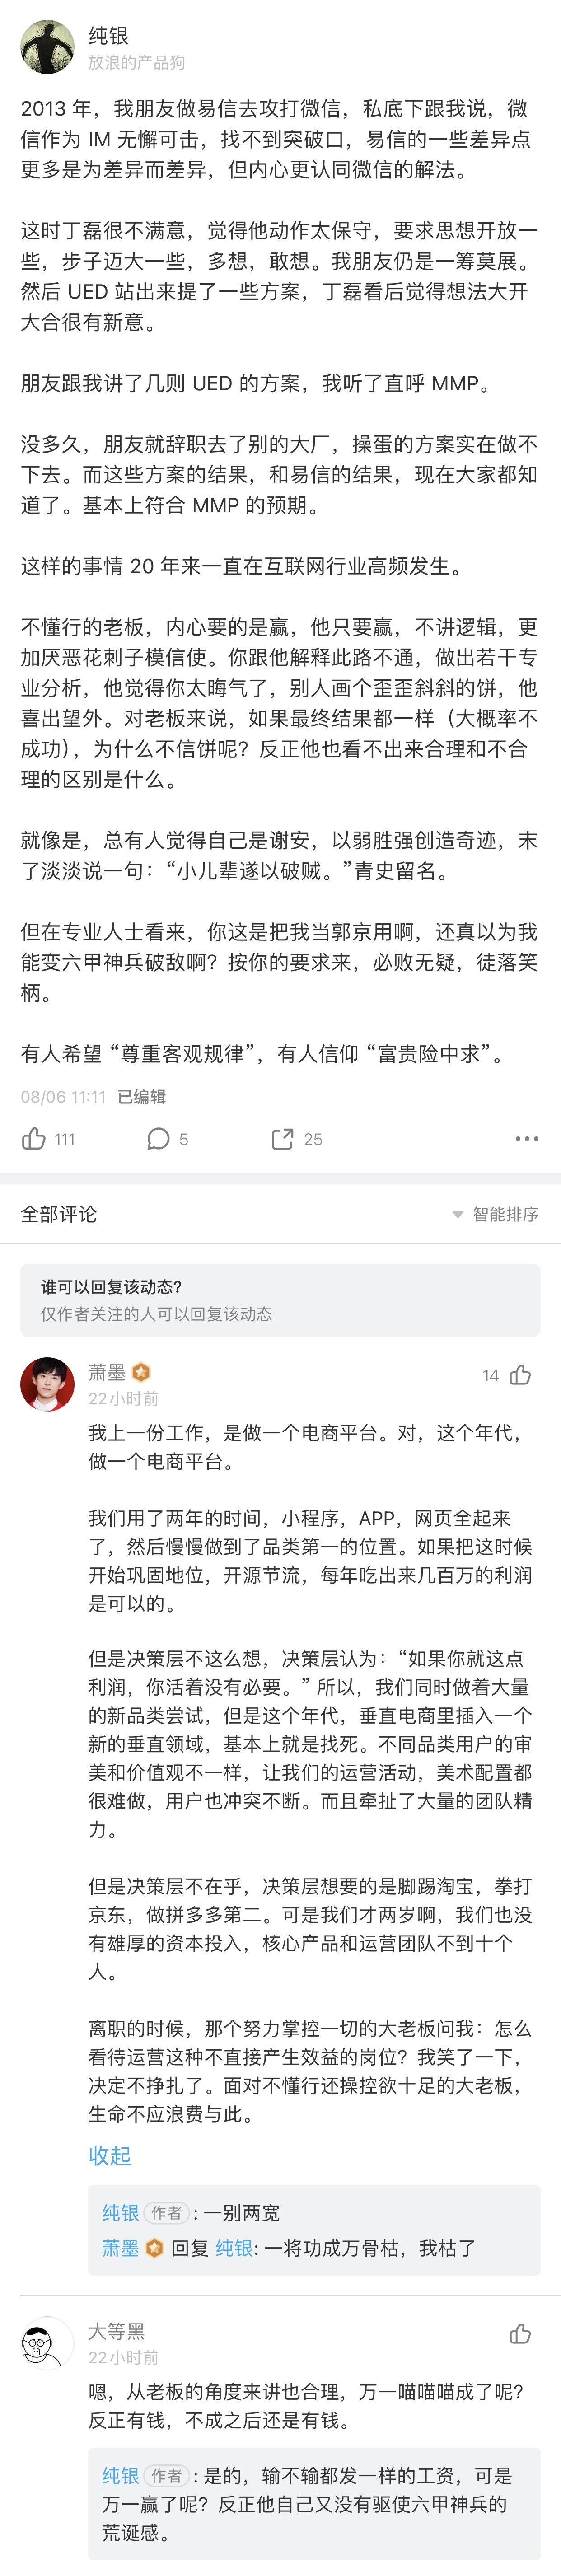 纯银
放浪的产品狗
2013 年，我朋友做易信去攻打微信，私底下跟我说，微
信作为 IM 无懈可击，找不到突破口，易信的一些差异点
更多是为差异而差异，但内心更认同微信的解法。
这时丁磊很不满意，觉得他动作太保守，要求思想开放一
些，步子迈大一些，多想，敢想。我朋友仍是一筹莫展。
然后 UED 站出来提了一些方案，丁磊看后觉得想法大开
大合很有新意。
朋友跟我讲了几则 UED 的方案，我听了直呼 MMP。
没多久，朋友就辞职去了别的大厂，操蛋的方案实在做不
下去。而这些方案的结果，和易信的结果，现在大家都知
道了。基本上符合 MMP 的预期。
这样的事情 20 年来一直在互联网行业高频发生。
不懂行的老板，内心要的是赢，他只要赢，不讲逻辑，更
加厌恶花刺子模信使。你跟他解释此路不通，做出若干专
业分析，他觉得你太晦气了，别人画个歪歪斜斜的饼，他
喜出望外。对老板来说，如果最终结果都一样（大概率不
成功），为什么不信饼呢？反正他也看不出来合理和不合
理的区别是什么。
就像是，总有人觉得自己是谢安，以弱胜强创造奇迹，末
了淡淡说一句：“小儿辈遂以破贼。”青史留名。
但在专业人士看来，你这是把我当郭京用啊，还真以为我
能变六甲神兵破敌啊？按你的要求来，必败无疑，徒落笑
柄。
有人希望 “尊重客观规律”，有人信仰 “富贵险中求”。
08/06 11:11 已编辑
111 5 25
全部评论 智能排序
谁可以回复该动态?
仅作者关注的人可以回复该动态
萧墨 14
22小时前
我上一份工作，是做一个电商平台。对，这个年代，
做一个电商平台。
我们用了两年的时间，小程序，APP，网页全起来
了，然后慢慢做到了品类第一的位置。如果把这时候
开始巩固地位，开源节流，每年吃出来几百万的利润
是可以的。
但是决策层不这么想，决策层认为：“如果你就这点
利润，你活着没有必要。” 所以，我们同时做着大量
的新品类尝试，但是这个年代，垂直电商里插入一个
新的垂直领域，基本上就是找死。不同品类用户的审
美和价值观不一样，让我们的运营活动，美术配置都
很难做，用户也冲突不断。而且牵扯了大量的团队精
力。
但是决策层不在乎，决策层想要的是脚踢淘宝，拳打
京东，做拼多多第二。可是我们才两岁啊，我们也没
有雄厚的资本投入，核心产品和运营团队不到十个
人。
离职的时候，那个努力掌控一切的大老板问我：怎么
看待运营这种不直接产生效益的岗位？我笑了一下，
决定不挣扎了。面对不懂行还操控欲十足的大老板，
生命不应浪费与此。
收起
纯银 作者 : 一别两宽
萧墨 回复 纯银: 一将功成万骨枯，我枯了
大等黑
22小时前
嗯，从老板的角度来讲也合理，万一喵喵喵成了呢？
反正有钱，不成之后还是有钱。
纯银 作者 : 是的，输不输都发一样的工资，可是
万一赢了呢？反正他自己又没有驱使六甲神兵的
荒诞感。